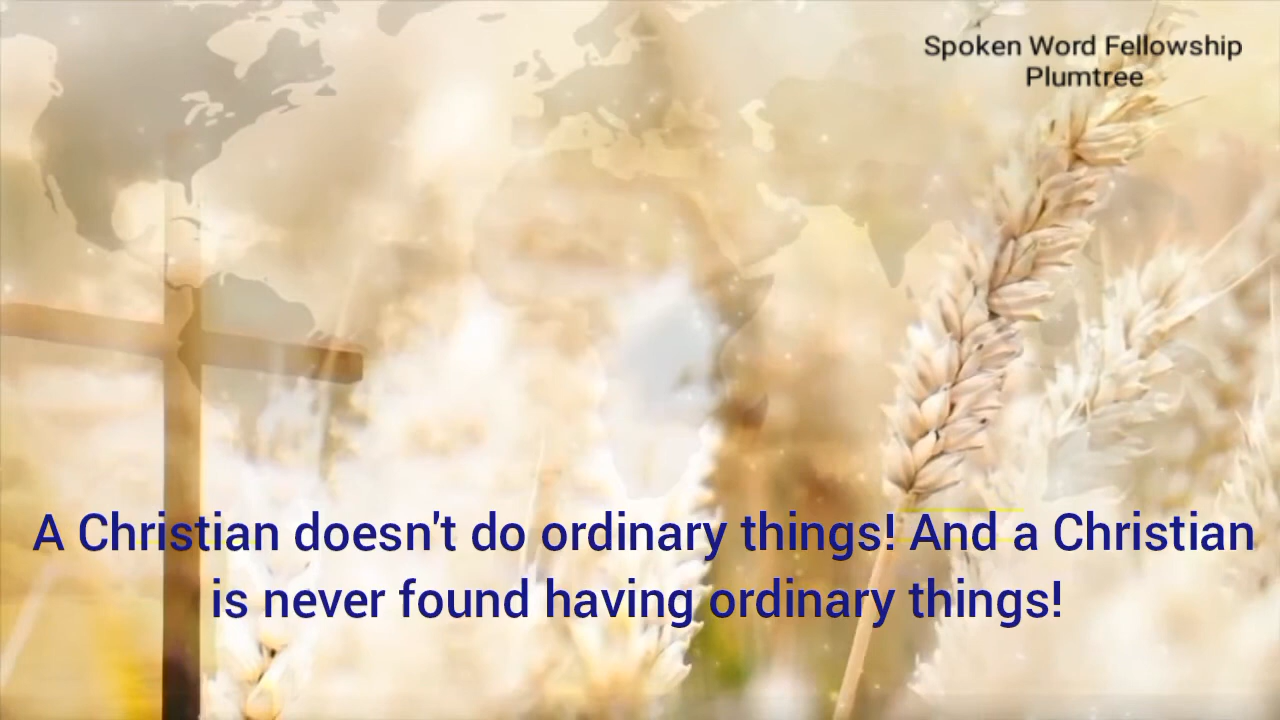 Spoken Word Fellowship
Plumtree
A Christian doesn't do ordinary things! And a Christian
is never found having ordinary things!